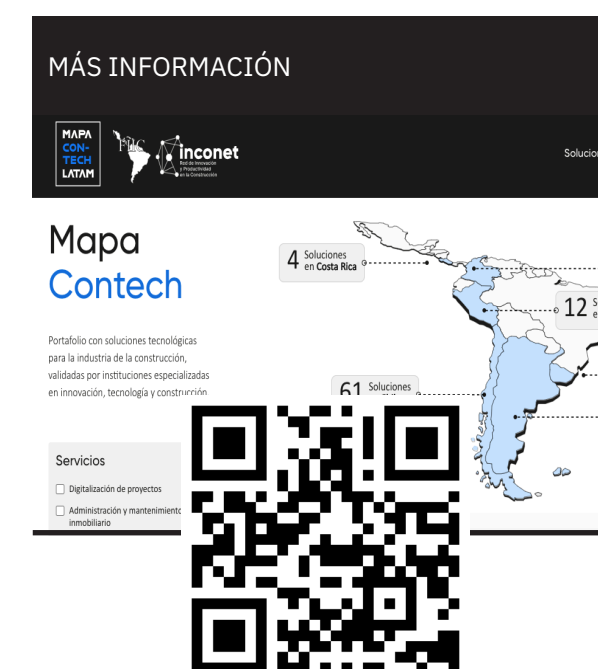 MÁS INFORMACIÓN
MAPA
CON-
TECH
LATAM
FIIC
inconet
Red de Innovación
y Productividad
en la Construcción
Solucion
Mapa
Contech
4 Soluciones
en Costa Rica
12
Portafolio con soluciones tecnológicas
para la industria de la construcción,
validadas por instituciones especializadas
en innovación, tecnología y construcción
61 Soluciones
Servicios
Digitalización de proyectos
Administración y mantenimiento
inmobiliario